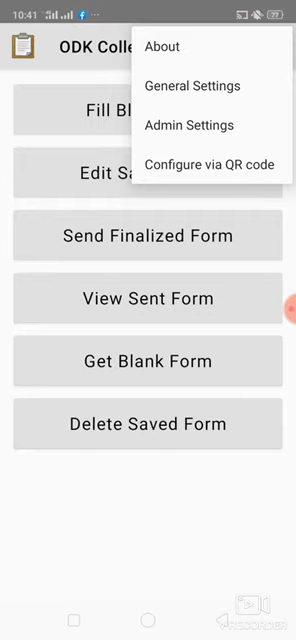 10:41
77
ODK Colle
About
General Settings
Admin Settings
Configure via QR code
Fill Bl
Edit Sa
Send Finalized Form
View Sent Form
Get Blank Form
Delete Saved Form
RECORDER